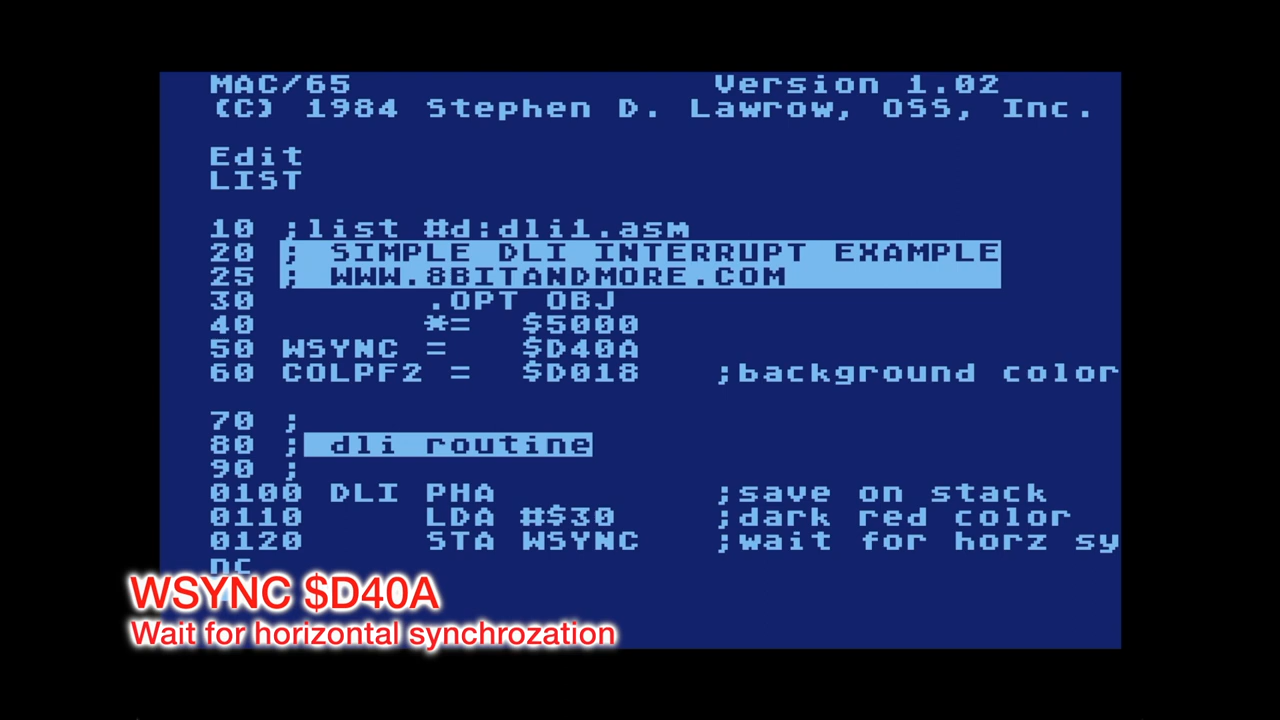 MAC/65 Version 1.02
(C) 1984 Stephen D. Lawrow, OSS, Inc.
Edit
LIST
10 ;list #d:dli1.asm
20 ; SIMPLE DLI INTERRUPT EXAMPLE
25 ; WWW.8BITANDMORE.COM
30 .OPT OBJ
40 *= $5000
50 WSYNC = $D40A
60 COLPF2 = $D018 ;background color
70 ;
80 ; dli routine
90 ;
0100 DLI PHA ;save on stack
0110 LDA #$30 ;dark red color
0120 STA WSYNC ;wait for horz sy
nc
WSYNC $D40A
Wait for horizontal synchrozation